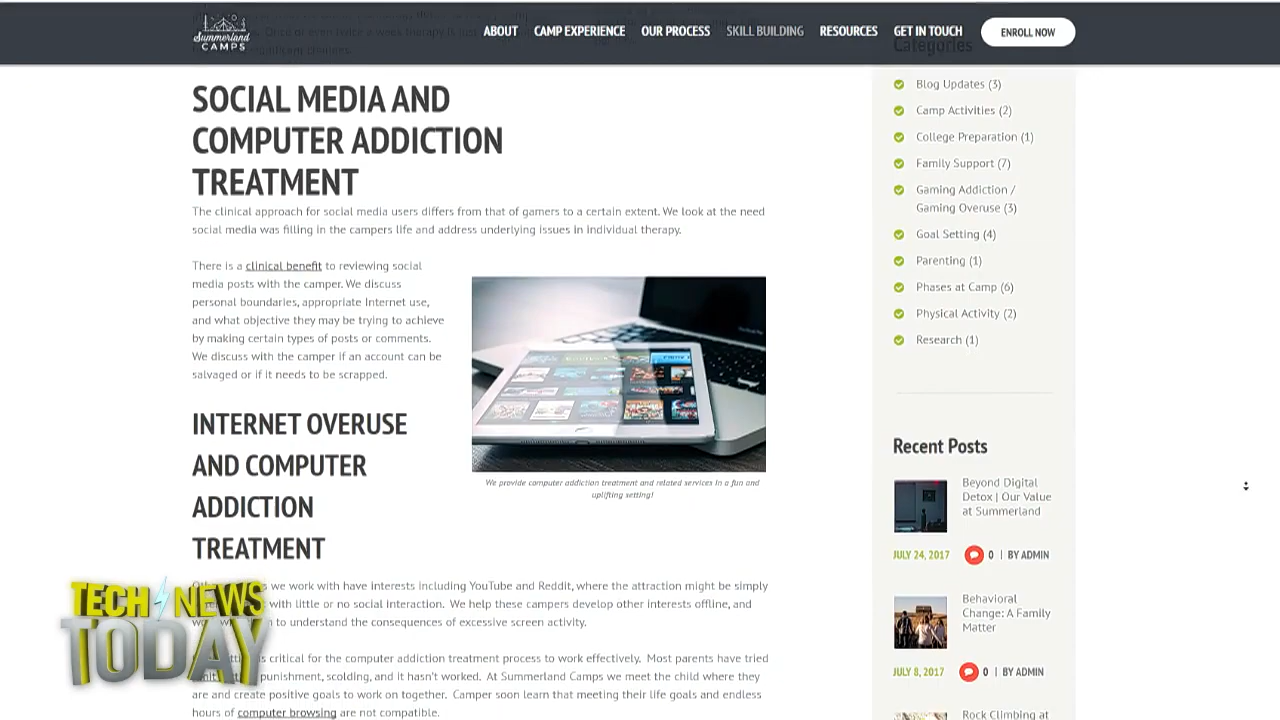 Summerland
CAMPS
ABOUT
CAMP EXPERIENCE
OUR PROCESS
SKILL BUILDING
RESOURCES
GET IN TOUCH
ENROLL NOW
SOCIAL MEDIA AND
COMPUTER ADDICTION
TREATMENT
The clinical approach for social media users differs from that of gamers to a certain extent. We look at the need
social media was filling in the campers life and address underlying issues in individual therapy.
There is a clinical benefit to reviewing social
media posts with the camper. We discuss
personal boundaries, appropriate Internet use,
and what objective they may be trying to achieve
by making certain types of posts or comments.
We discuss with the camper if an account can be
salvaged or if it needs to be scrapped.
We provide computer addiction treatment and related services in a fun and
uplifting setting!
INTERNET OVERUSE
AND COMPUTER
ADDICTION
TREATMENT
we work with have interests including YouTube and Reddit, where the attraction might be simply
with little or no social interaction. We help these campers develop other interests offline, and
to understand the consequences of excessive screen activity.
is critical for the computer addiction treatment process to work effectively. Most parents have tried
punishment, scolding, and it hasn't worked. At Summerland Camps we meet the child where they
are and create positive goals to work on together. Camper soon learn that meeting their life goals and endless
hours of computer browsing are not compatible.
TECH NEWS
TODAY
Categories
Blog Updates (3)
Camp Activities (2)
College Preparation (1)
Family Support (7)
Gaming Addiction /
Gaming Overuse (3)
Goal Setting (4)
Parenting (1)
Phases at Camp (6)
Physical Activity (2)
Research (1)
Recent Posts
Beyond Digital
Detox | Our Value
at Summerland
JULY 24, 2017
0 | BY ADMIN
Behavioral
Change: A Family
Matter
JULY 8, 2017
0 | BY ADMIN
Rock Climbing at